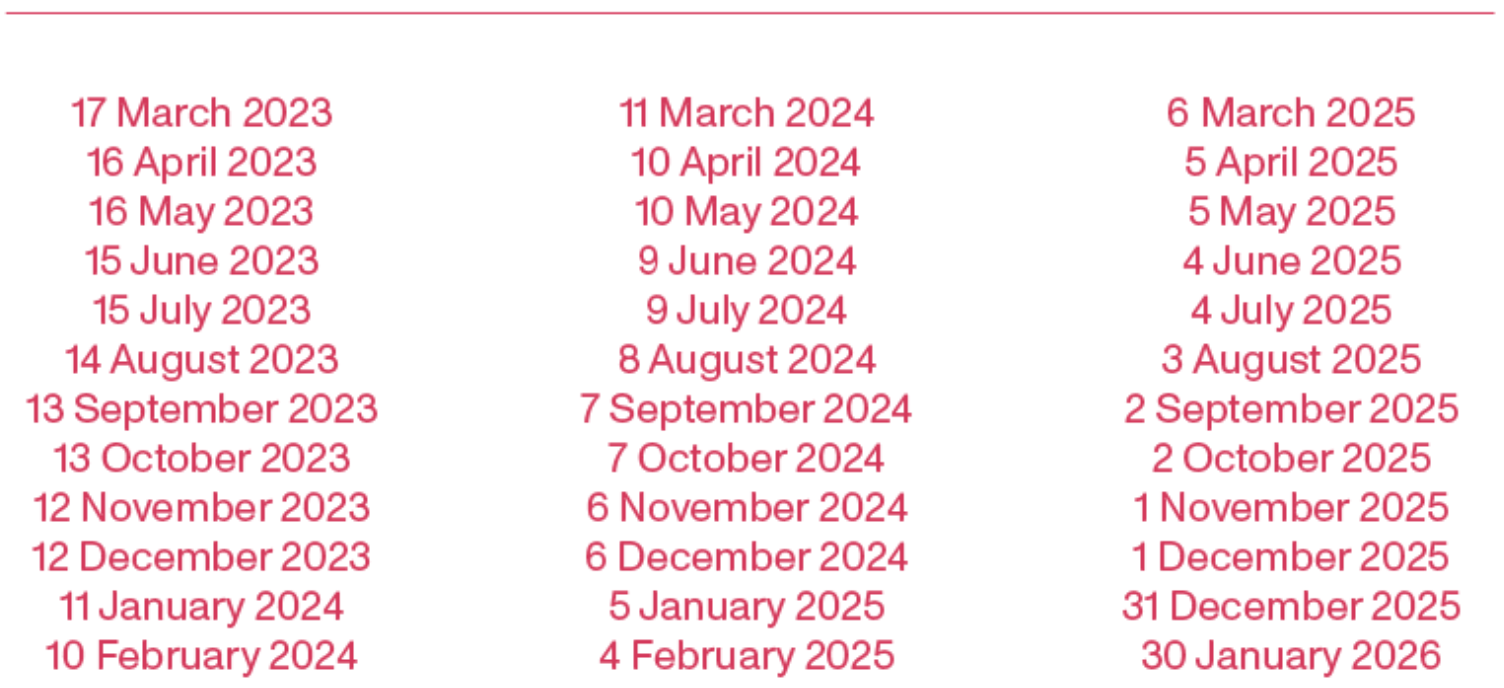 17 March 2023
16 April 2023
16 May 2023
15 June 2023
15 July 2023
14 August 2023
13 September 2023
13 October 2023
12 November 2023
12 December 2023
11 January 2024
10 February 2024
11 March 2024
10 April 2024
10 May 2024
9 June 2024
9 July 2024
8 August 2024
7 September 2024
7 October 2024
6 November 2024
6 December 2024
5 January 2025
4 February 2025
6 March 2025
5 April 2025
5 May 2025
4 June 2025
4 July 2025
3 August 2025
2 September 2025
2 October 2025
1 November 2025
1 December 2025
31 December 2025
30 January 2026